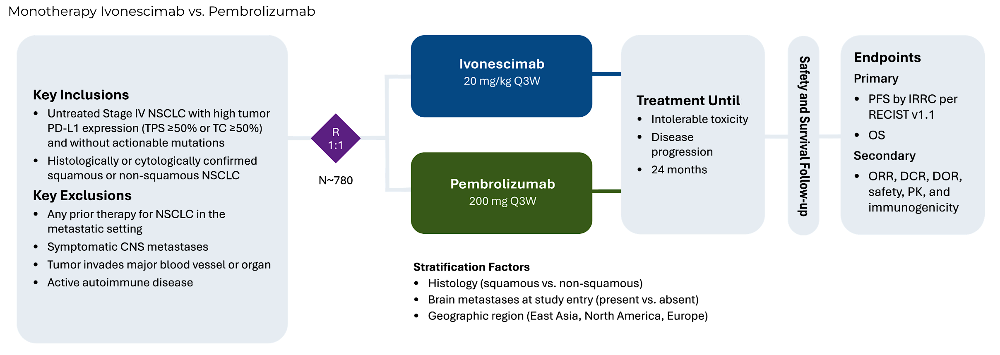 Monotherapy Ivonescimab vs. Pembrolizumab
Key Inclusions
• Untreated Stage IV NSCLC with high tumor
PD-L1 expression (TPS ≥50% or TC ≥50%)
and without actionable mutations
• Histologically or cytologically confirmed
squamous or non-squamous NSCLC
Key Exclusions
• Any prior therapy for NSCLC in the
metastatic setting
• Symptomatic CNS metastases
• Tumor invades major blood vessel or organ
• Active autoimmune disease
R
1:1
N~780
Ivonescimab
20 mg/kg Q3W
Pembrolizumab
200 mg Q3W
Stratification Factors
• Histology (squamous vs. non-squamous)
• Brain metastases at study entry (present vs. absent)
• Geographic region (East Asia, North America, Europe)
Treatment Until:
• Intolerable toxicity
• Disease
progression
• 24 months
Safety and Survival Follow-up
Endpoints
Primary
• PFS by IRRC per
RECIST v1.1
• OS
Secondary
• ORR, DCR, DOR,
safety, PK, and
immunogenicity